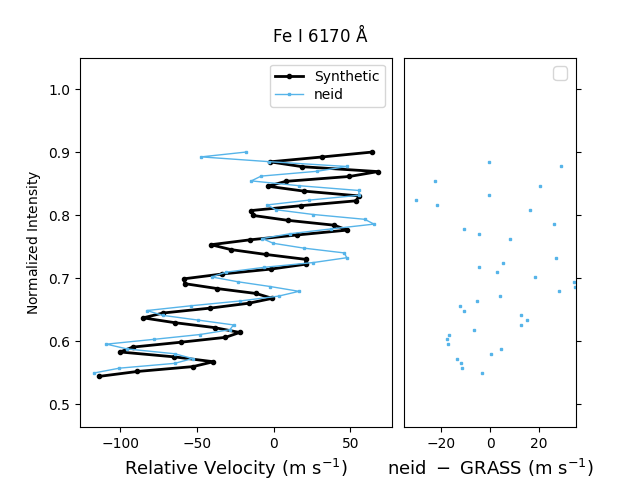 Fe I 6170 Å
Synthetic
neid
1.0
0.9
0.8
0.7
0.6
0.5
Normalized Intensity
−100
−50
0
50
−20
0
20
Relative Velocity (m s⁻¹)
neid − GRASS (m s⁻¹)